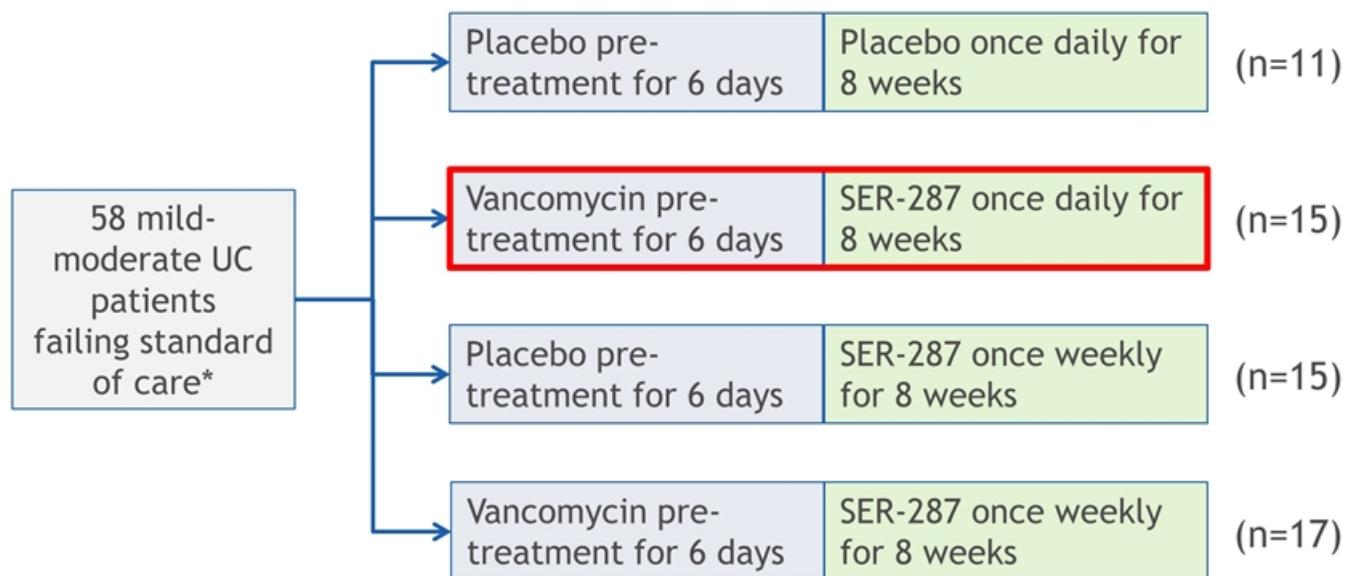 58 mild-
moderate UC
patients
failing standard
of care*
Placebo pre-
treatment for 6 days
Placebo once daily for
8 weeks
(n=11)
Vancomycin pre-
treatment for 6 days
SER-287 once daily for
8 weeks
(n=15)
Placebo pre-
treatment for 6 days
SER-287 once weekly
for 8 weeks
(n=15)
Vancomycin pre-
treatment for 6 days
SER-287 once weekly
for 8 weeks
(n=17)